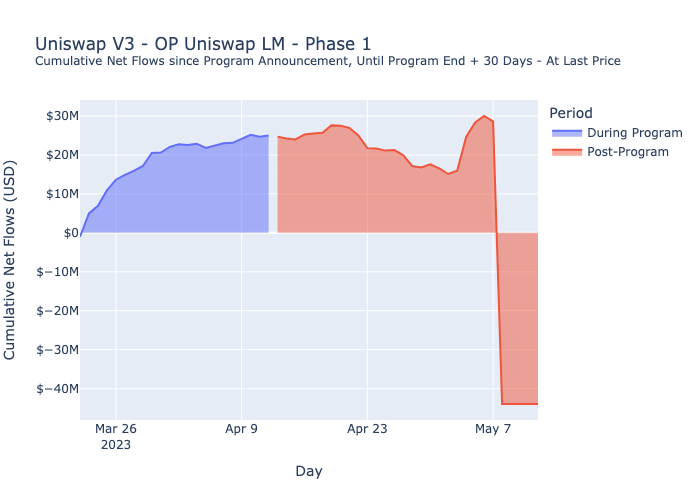 Uniswap V3 - OP Uniswap LM - Phase 1
Cumulative Net Flows since Program Announcement, Until Program End + 30 Days - At Last Price
Period
During Program
Post-Program
Cumulative Net Flows (USD)
$30M
$20M
$10M
$0
$−10M
$−20M
$−30M
$−40M
Mar 26
2023
Apr 9
Apr 23
May 7
Day